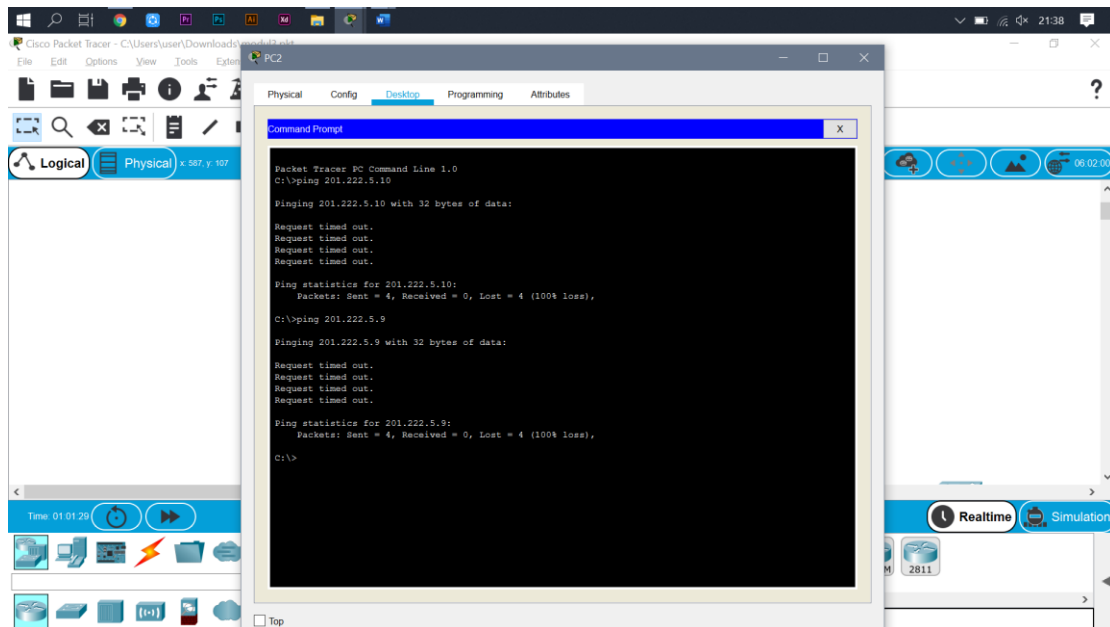 Pr
Ps
Ai
Xd
21:38
Cisco Packet Tracer - C:\Users\user\Downloads\modul3.pkt
File Edit Options View Tools
PC2
Physical Config Desktop Programming Attributes
?
Command Prompt
X
Logical
Physical
x: 587, y: 107
06:02:00
Packet Tracer PC Command Line 1.0
C:\>ping 201.222.5.10
Pinging 201.222.5.10 with 32 bytes of data:
Request timed out.
Request timed out.
Request timed out.
Request timed out.
Ping statistics for 201.222.5.10:
Packets: Sent = 4, Received = 0, Lost = 4 (100% loss),
C:\>ping 201.222.5.9
Pinging 201.222.5.9 with 32 bytes of data:
Request timed out.
Request timed out.
Request timed out.
Request timed out.
Ping statistics for 201.222.5.9:
Packets: Sent = 4, Received = 0, Lost = 4 (100% loss),
C:\>
Time: 01:01:29
Realtime
Simulation
M
2811
Top